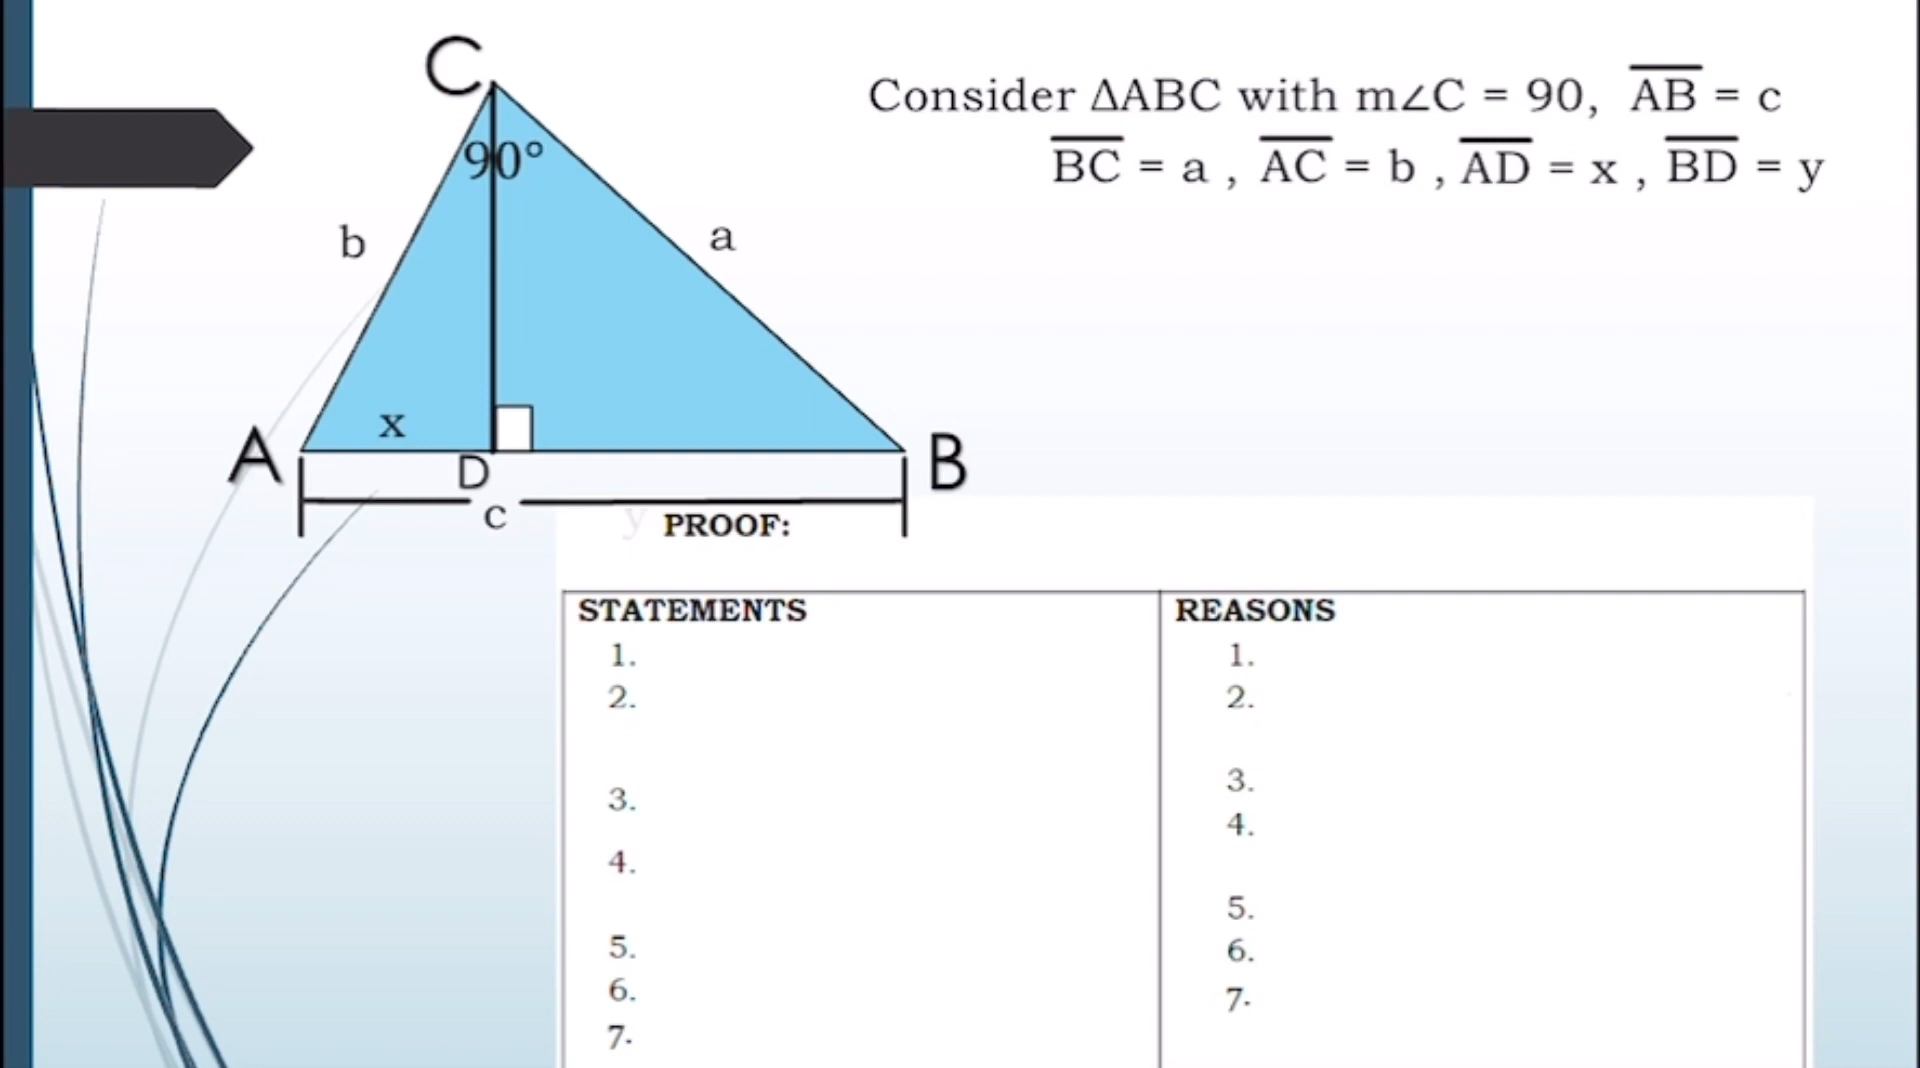 C
Consider ΔABC with m∠C = 90, AB = c
BC = a , AC = b , AD = x , BD = y
90°
b
a
x
A
D
B
c
y
PROOF:
STATEMENTS
1.
2.
3.
4.
5.
6.
7.
REASONS
1.
2.
3.
4.
5.
6.
7.